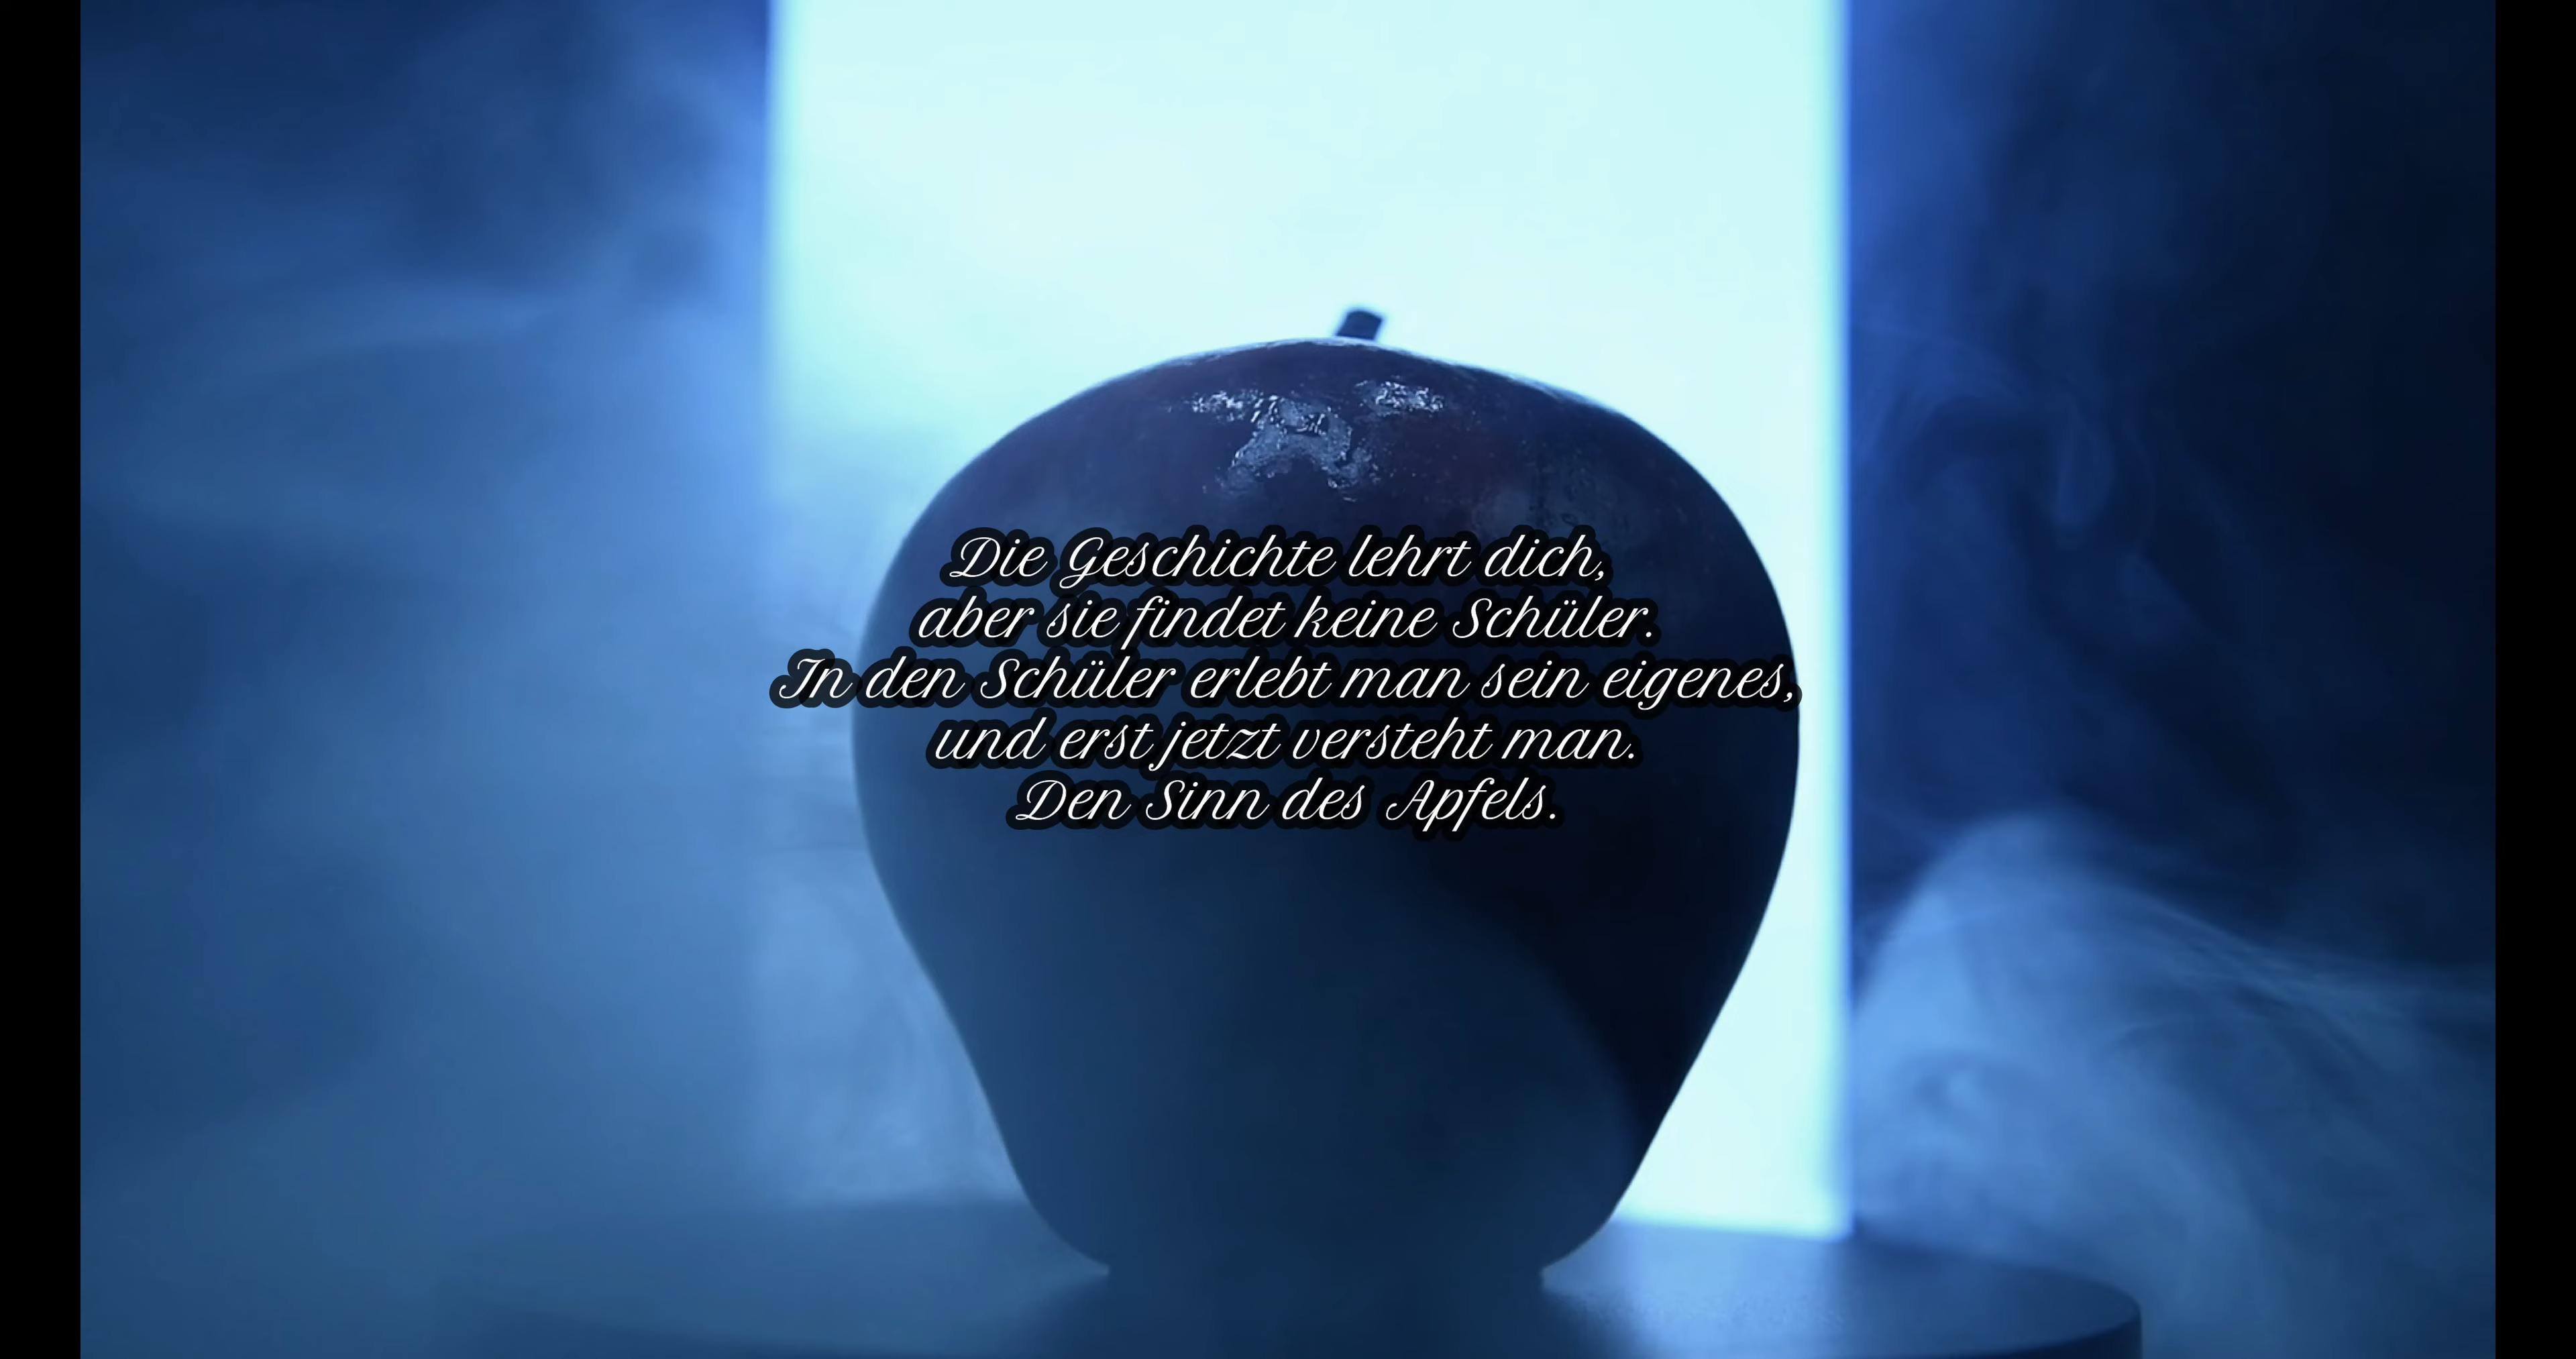 Die Geschichte lehrt dich,
aber sie findet keine Schüler.
In den Schüler erlebt man sein eigenes,
und erst jetzt versteht man.
Den Sinn des Apfels.